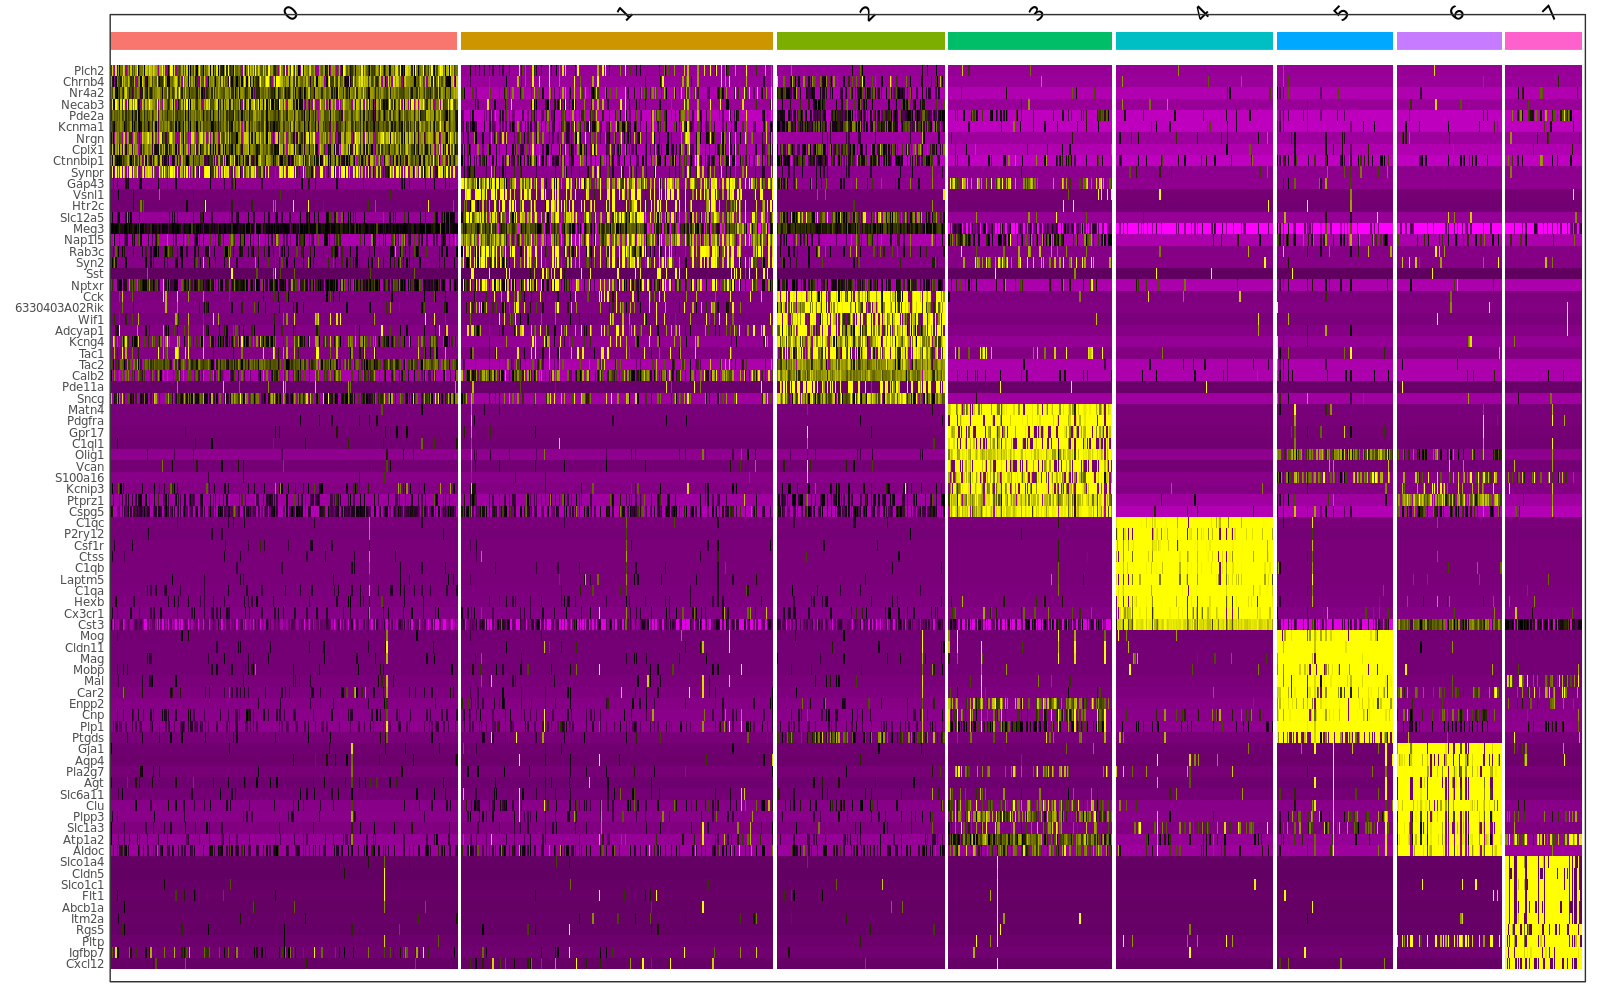 0 1 2 3 4 5 6 7
Plch2
Chrnb4
Nr4a2
Necab3
Pde2a
Kcnma1
Nrgn
Cplx1
Ctnnbip1
Synpr
Gap43
Vsnl1
Htr2c
Slc12a5
Meg3
Nap1l5
Rab3c
Syn2
Sst
Nptxr
Cck
6330403A02Rik
Wif1
Adcyap1
Kcng4
Tac1
Tac2
Calb2
Pde11a
Sncg
Matn4
Pdgfra
Gpr17
C1ql1
Olig1
Vcan
S100a16
Kcnip3
Ptprz1
Cspg5
C1qc
P2ry12
Csf1r
Ctss
C1qb
Laptm5
C1qa
Hexb
Cx3cr1
Cst3
Mog
Cldn11
Mag
Mobp
Mal
Car2
Enpp2
Cnp
Plp1
Ptgds
Gja1
Aqp4
Pla2g7
Agt
Slc6a11
Clu
Plpp3
Slc1a3
Atp1a2
Aldoc
Slco1a4
Cldn5
Slco1c1
Flt1
Abcb1a
Itm2a
Rgs5
Pltp
Igfbp7
Cxcl12